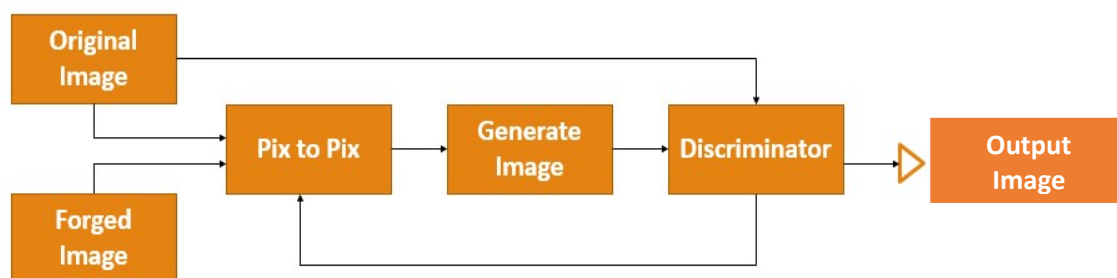 Original
Image
Pix to Pix
Generate
Image
Discriminator
Output
Image
Forged
Image